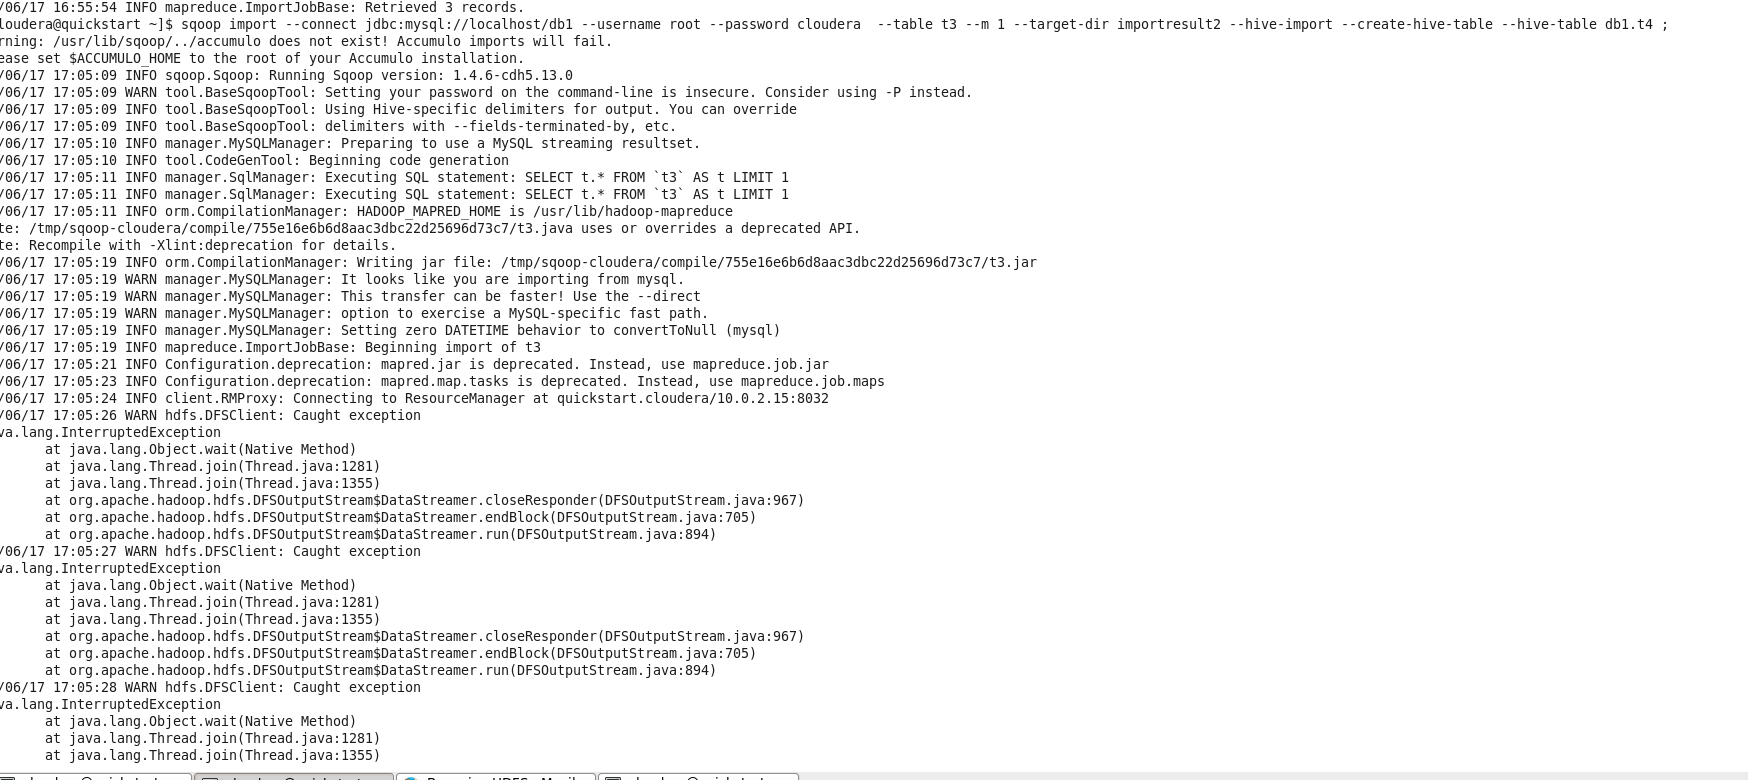 /06/17 16:55:54 INFO mapreduce.ImportJobBase: Retrieved 3 records.
cloudera@quickstart ~]$ sqoop import --connect jdbc:mysql://localhost/db1 --username root --password cloudera  --table t3 --m 1 --target-dir importresult2 --hive-import --create-hive-table --hive-table db1.t4 ;
rning: /usr/lib/sqoop/../accumulo does not exist! Accumulo imports will fail.
ease set $ACCUMULO_HOME to the root of your Accumulo installation.
/06/17 17:05:09 INFO sqoop.Sqoop: Running Sqoop version: 1.4.6-cdh5.13.0
/06/17 17:05:09 WARN tool.BaseSqoopTool: Setting your password on the command-line is insecure. Consider using -P instead.
/06/17 17:05:09 INFO tool.BaseSqoopTool: Using Hive-specific delimiters for output. You can override
/06/17 17:05:09 INFO tool.BaseSqoopTool: delimiters with --fields-terminated-by, etc.
/06/17 17:05:10 INFO manager.MySQLManager: Preparing to use a MySQL streaming resultset.
/06/17 17:05:10 INFO tool.CodeGenTool: Beginning code generation
/06/17 17:05:11 INFO manager.SqlManager: Executing SQL statement: SELECT t.* FROM `t3` AS t LIMIT 1
/06/17 17:05:11 INFO manager.SqlManager: Executing SQL statement: SELECT t.* FROM `t3` AS t LIMIT 1
/06/17 17:05:11 INFO orm.CompilationManager: HADOOP_MAPRED_HOME is /usr/lib/hadoop-mapreduce
te: /tmp/sqoop-cloudera/compile/755e16e6b6d8aac3dbc22d25696d73c7/t3.java uses or overrides a deprecated API.
te: Recompile with -Xlint:deprecation for details.
/06/17 17:05:19 INFO orm.CompilationManager: Writing jar file: /tmp/sqoop-cloudera/compile/755e16e6b6d8aac3dbc22d25696d73c7/t3.jar
/06/17 17:05:19 WARN manager.MySQLManager: It looks like you are importing from mysql.
/06/17 17:05:19 WARN manager.MySQLManager: This transfer can be faster! Use the --direct
/06/17 17:05:19 WARN manager.MySQLManager: option to exercise a MySQL-specific fast path.
/06/17 17:05:19 INFO manager.MySQLManager: Setting zero DATETIME behavior to convertToNull (mysql)
/06/17 17:05:19 INFO mapreduce.ImportJobBase: Beginning import of t3
/06/17 17:05:21 INFO Configuration.deprecation: mapred.jar is deprecated. Instead, use mapreduce.job.jar
/06/17 17:05:23 INFO Configuration.deprecation: mapred.map.tasks is deprecated. Instead, use mapreduce.job.maps
/06/17 17:05:24 INFO client.RMProxy: Connecting to ResourceManager at quickstart.cloudera/10.0.2.15:8032
/06/17 17:05:26 WARN hdfs.DFSClient: Caught exception
va.lang.InterruptedException
at java.lang.Object.wait(Native Method)
at java.lang.Thread.join(Thread.java:1281)
at java.lang.Thread.join(Thread.java:1355)
at org.apache.hadoop.hdfs.DFSOutputStream$DataStreamer.closeResponder(DFSOutputStream.java:967)
at org.apache.hadoop.hdfs.DFSOutputStream$DataStreamer.endBlock(DFSOutputStream.java:705)
at org.apache.hadoop.hdfs.DFSOutputStream$DataStreamer.run(DFSOutputStream.java:894)
/06/17 17:05:27 WARN hdfs.DFSClient: Caught exception
va.lang.InterruptedException
at java.lang.Object.wait(Native Method)
at java.lang.Thread.join(Thread.java:1281)
at java.lang.Thread.join(Thread.java:1355)
at org.apache.hadoop.hdfs.DFSOutputStream$DataStreamer.closeResponder(DFSOutputStream.java:967)
at org.apache.hadoop.hdfs.DFSOutputStream$DataStreamer.endBlock(DFSOutputStream.java:705)
at org.apache.hadoop.hdfs.DFSOutputStream$DataStreamer.run(DFSOutputStream.java:894)
/06/17 17:05:28 WARN hdfs.DFSClient: Caught exception
va.lang.InterruptedException
at java.lang.Object.wait(Native Method)
at java.lang.Thread.join(Thread.java:1281)
at java.lang.Thread.join(Thread.java:1355)